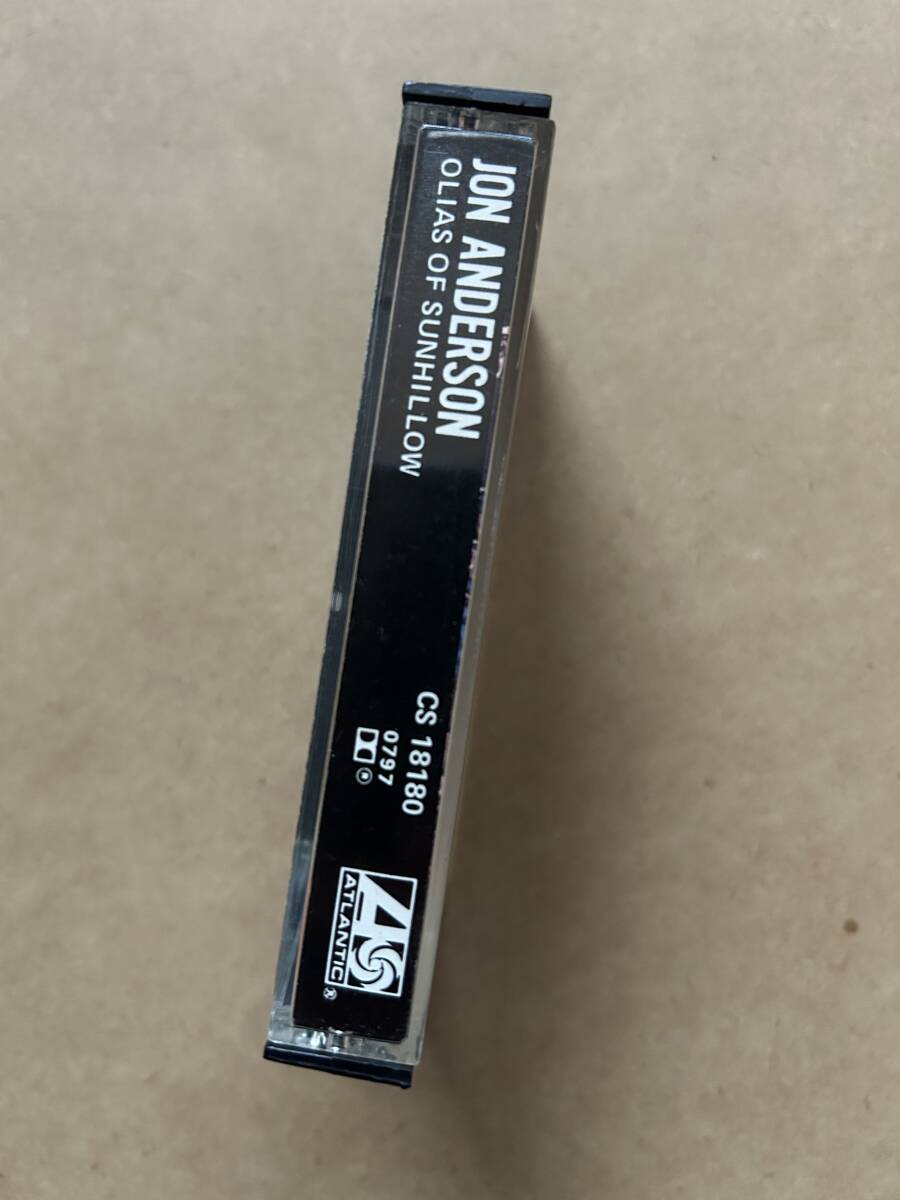 JON ANDERSON
OLIAS OF SUNHILLOW
CS 18180
0797
®
ATLANTIC
®